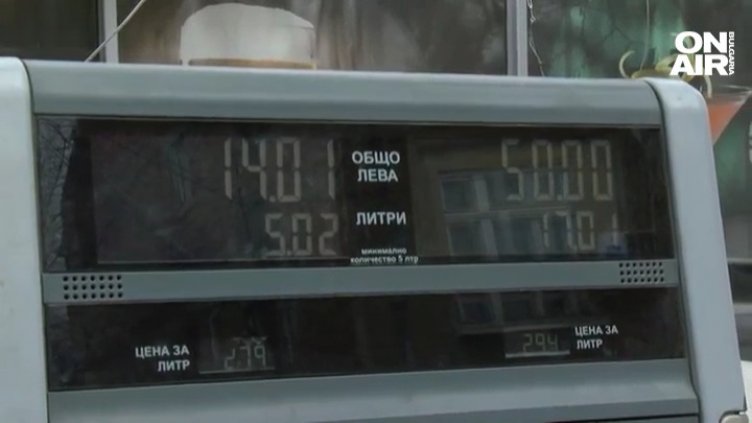 ON
AIR
BULGARIA
14.01 ОБЩО ЛЕВА 50.00
5.02 ЛИТРИ 17.01
минимално
количество 5 лтр
ЦЕНА ЗА
ЛИТР
2.79
2.94
ЦЕНА ЗА
ЛИТР